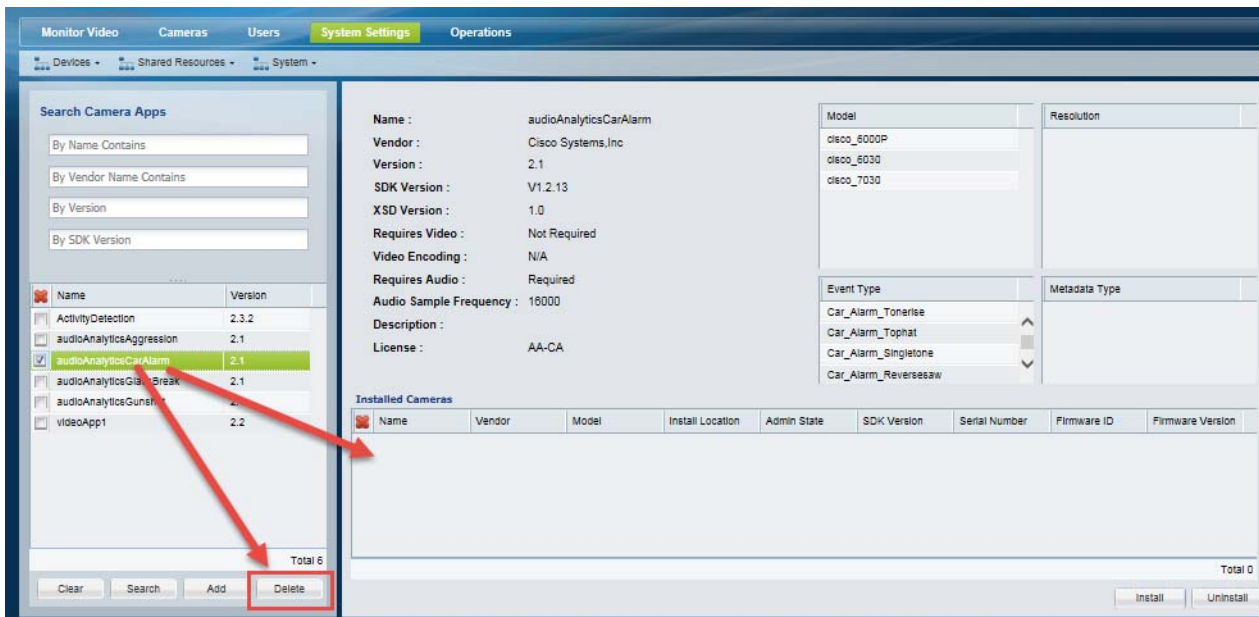 Monitor Video Cameras Users System Settings Operations
Devices Shared Resources System
Search Camera Apps
By Name Contains
By Vendor Name Contains
By Version
By SDK Version
Name Version
ActivityDetection 2.3.2
audioAnalyticsAggression 2.1
audioAnalyticsCarAlarm 2.1
audioAnalyticsGlassBreak 2.1
audioAnalyticsGunshot
videoApp1 2.2
Total 6
Clear Search Add Delete
Name : audioAnalyticsCarAlarm
Vendor : Cisco Systems,Inc
Version : 2.1
SDK Version : V1.2.13
XSD Version : 1.0
Requires Video : Not Required
Video Encoding : N/A
Requires Audio : Required
Audio Sample Frequency : 16000
Description :
License : AA-CA
Model
cisco_6000P
cisco_6030
cisco_7030
Resolution
Event Type
Car_Alarm_Tonerise
Car_Alarm_Tophat
Car_Alarm_Singletone
Car_Alarm_Reversesaw
Metadata Type
Installed Cameras
Name Vendor Model Install Location Admin State SDK Version Serial Number Firmware ID Firmware Version
Total 0
Install Uninstall